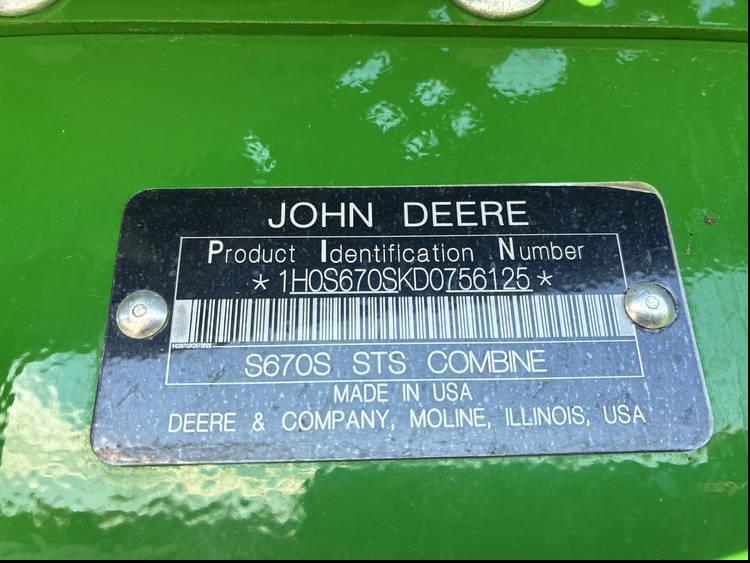 JOHN DEERE
Product Identification Number
* 1H0S670SKD0756125 *
S670S STS COMBINE
MADE IN USA
DEERE & COMPANY, MOLINE, ILLINOIS, USA